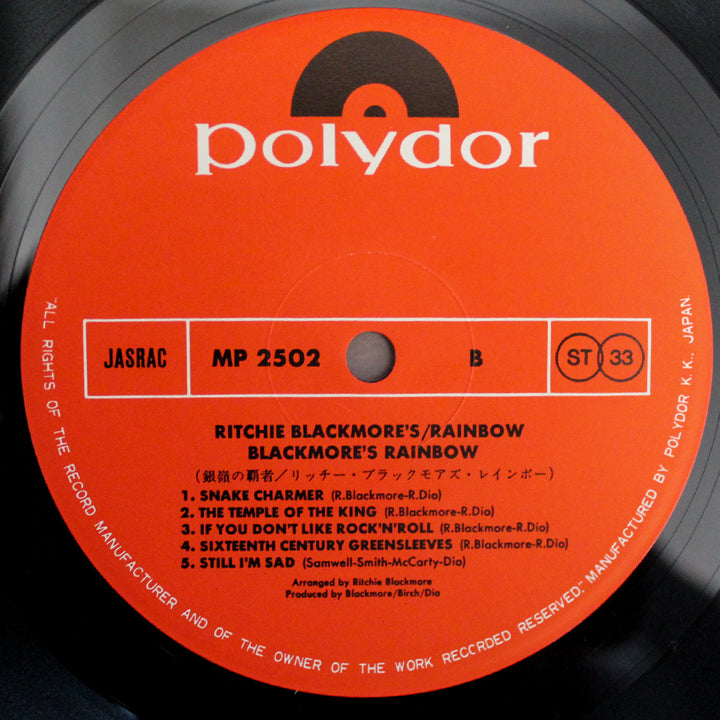 polydor
JASRAC
MP 2502
B
ST 33
RITCHIE BLACKMORE'S/RAINBOW
BLACKMORE'S RAINBOW
(銀嶺の覇者/リッチー・ブラックモアズ・レインボー)
1. SNAKE CHARMER (R.Blackmore-R.Dio)
2. THE TEMPLE OF THE KING (R.Blackmore-R.Dio)
3. IF YOU DON'T LIKE ROCK'N'ROLL (R.Blackmore-R.Dio)
4. SIXTEENTH CENTURY GREENSLEEVES (R.Blackmore-R.Dio)
5. STILL I'M SAD (Samwell-Smith-McCarty-Dio)
Arranged by Ritchie Blackmore
Produced by Blackmore/Birch/Dio
"ALL RIGHTS OF THE RECORD MANUFACTURER AND OF THE OWNER OF THE WORK RECORDED RESERVED." MANUFACTURED BY POLYDOR K.K., JAPAN.